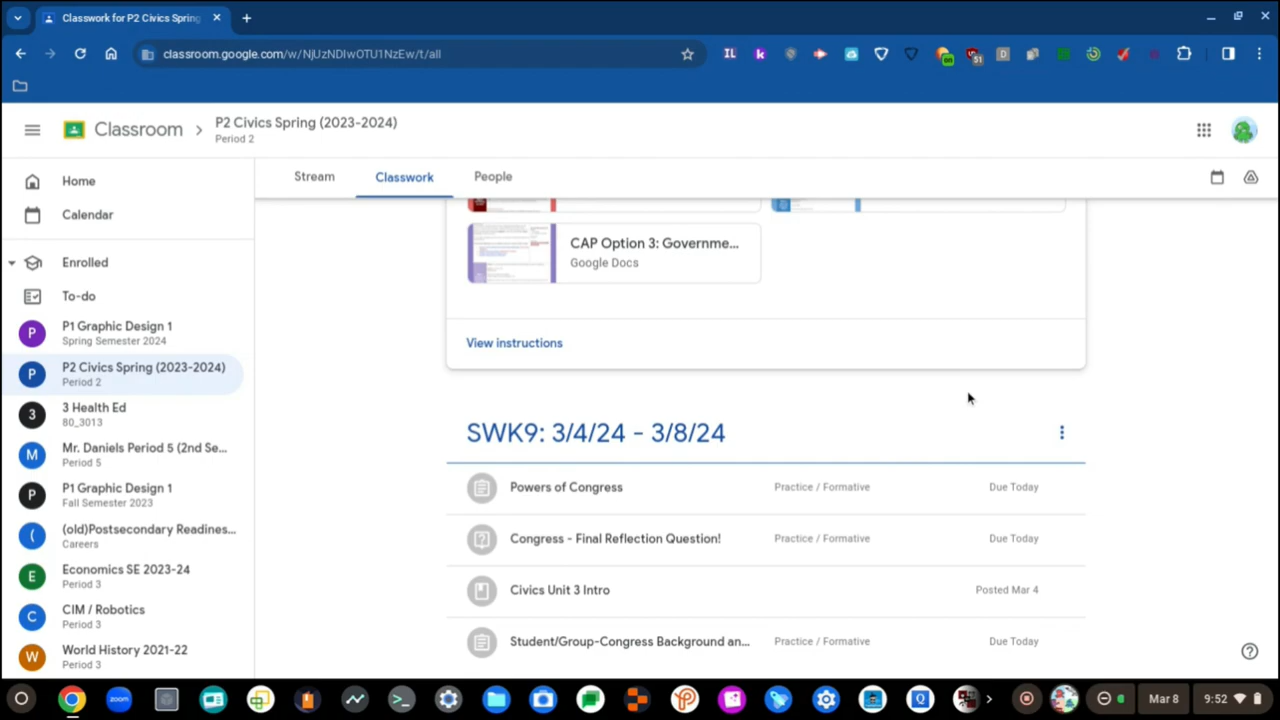 Classwork for P2 Civics Spring
classroom.google.com/w/NjUzNDIwOTU1NzEw/t/all
IL
k
on
51
D
Classroom
P2 Civics Spring (2023-2024)
Period 2
Stream
Classwork
People
Home
Calendar
Enrolled
To-do
P
P1 Graphic Design 1
Spring Semester 2024
P
P2 Civics Spring (2023-2024)
Period 2
3
3 Health Ed
80_3013
M
Mr. Daniels Period 5 (2nd Se...
Period 5
P
P1 Graphic Design 1
Fall Semester 2023
(
(old)Postsecondary Readines...
Careers
E
Economics SE 2023-24
Period 3
C
CIM / Robotics
Period 3
W
World History 2021-22
Period 3
CAP Option 3: Governme...
Google Docs
View instructions
SWK9: 3/4/24 - 3/8/24
Powers of Congress
Practice / Formative
Due Today
Congress - Final Reflection Question!
Practice / Formative
Due Today
Civics Unit 3 Intro
Posted Mar 4
Student/Group-Congress Background an...
Practice / Formative
Due Today
zoom
Mar 8
9:52